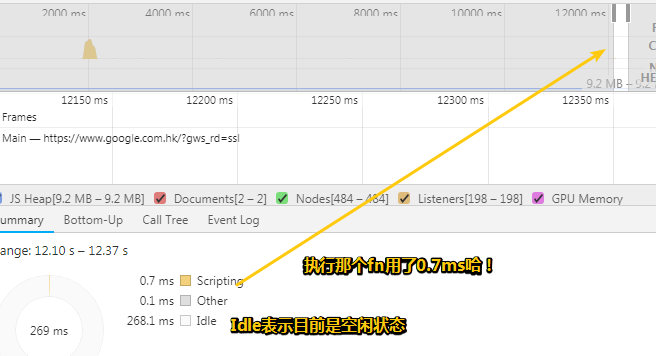 2000 ms 4000 ms 6000 ms 8000 ms 10000 ms 12000 ms
9.2 MB – 9.2
HE
12150 ms 12200 ms 12250 ms 12300 ms 12350 ms
Frames
Main — https://www.google.com.hk/?gws_rd=ssl
JS Heap[9.2 MB – 9.2 MB] Documents[2 – 2] Nodes[484 – 484] Listeners[198 – 198] GPU Memory
ummary Bottom-Up Call Tree Event Log
ange: 12.10 s – 12.37 s
0.7 ms Scripting
执行那个fn用了0.7ms哈！
0.1 ms Other
268.1 ms Idle
Idle表示目前是空闲状态
269 ms